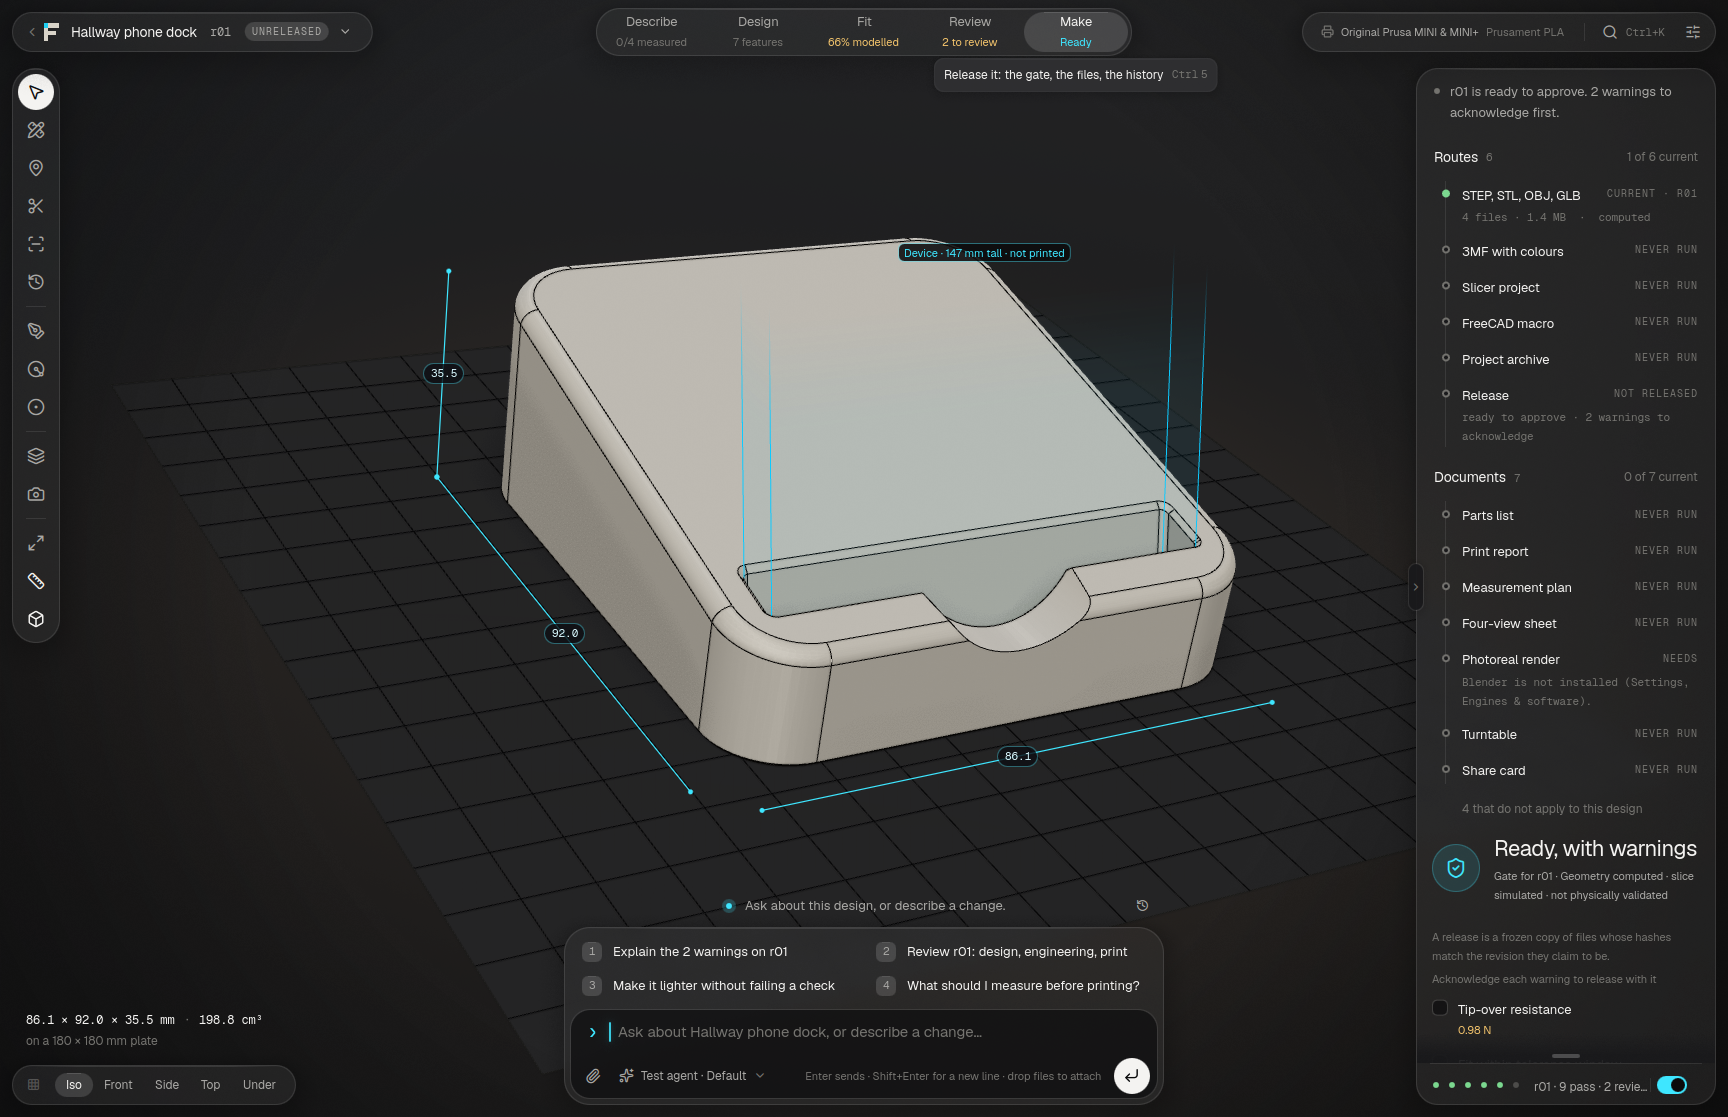 Hallway phone dock r01 UNRELEASED
Describe
0/4 measured
Design
7 features
Fit
66% modelled
Review
2 to review
Make
Ready
Original Prusa MINI & MINI+ Prusament PLA
Ctrl+K
Release it: the gate, the files, the history Ctrl 5
Device · 147 mm tall · not printed
35.5
92.0
86.1
r01 is ready to approve. 2 warnings to
acknowledge first.
Routes 6 1 of 6 current
STEP, STL, OBJ, GLB CURRENT · R01
4 files · 1.4 MB · computed
3MF with colours NEVER RUN
Slicer project NEVER RUN
FreeCAD macro NEVER RUN
Project archive NEVER RUN
Release NOT RELEASED
ready to approve · 2 warnings to
acknowledge
Documents 7 0 of 7 current
Parts list NEVER RUN
Print report NEVER RUN
Measurement plan NEVER RUN
Four-view sheet NEVER RUN
Photoreal render NEEDS
Blender is not installed (Settings,
Engines & software).
Turntable NEVER RUN
Share card NEVER RUN
4 that do not apply to this design
Ready, with warnings
Gate for r01 · Geometry computed · slice
simulated · not physically validated
A release is a frozen copy of files whose hashes
match the revision they claim to be.
Acknowledge each warning to release with it
Tip-over resistance
0.98 N
r01 · 9 pass · 2 revie...
Ask about this design, or describe a change.
1 Explain the 2 warnings on r01
2 Review r01: design, engineering, print
3 Make it lighter without failing a check
4 What should I measure before printing?
Ask about Hallway phone dock, or describe a change...
Test agent · Default
Enter sends · Shift+Enter for a new line · drop files to attach
86.1 × 92.0 × 35.5 mm · 198.8 cm³
on a 180 × 180 mm plate
Iso Front Side Top Under